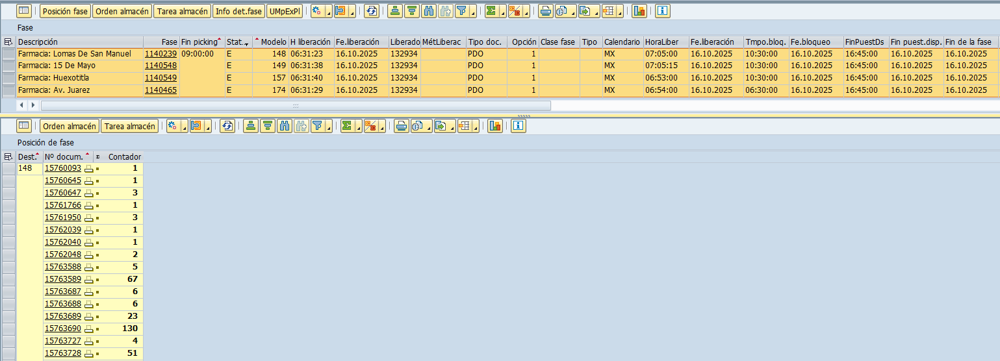 Posición fase Orden almacén Tarea almacén Info det.fase UMpExPl
Fase
Descripción Fase Fin picking Stat.. Modelo H liberación Fe.liberación Liberado MétLiberac Tipo doc. Opción Clase fase Tipo Calendario HoraLiber Fe.liberación Tmpo.bloq. Fe.bloqueo FinPuestDs Fin puest.disp. Fin de la fase
Farmacia: Lomas De San Manuel 1140239 09:00:00 E 148 06:31:23 16.10.2025 132934 PDO 1 MX 07:05:00 16.10.2025 10:30:00 16.10.2025 16:45:00 16.10.2025 16.10.2025
Farmacia: 15 De Mayo 1140548 E 149 06:31:38 16.10.2025 132934 PDO 1 MX 07:05:15 16.10.2025 10:30:00 16.10.2025 16:45:00 16.10.2025 16.10.2025
Farmacia: Huexotitla 1140549 E 157 06:31:40 16.10.2025 132934 PDO 1 MX 06:53:00 16.10.2025 10:30:00 16.10.2025 16:45:00 16.10.2025 16.10.2025
Farmacia: Av. Juarez 1140465 E 174 06:31:29 16.10.2025 132934 PDO 1 MX 06:54:00 16.10.2025 06:30:00 16.10.2025 16:45:00 16.10.2025 16.10.2025
Orden almacén Tarea almacén
Posición de fase
Dest. Nº docum. Σ Contador
148 15760093 1
15760645 1
15760647 3
15761766 1
15761950 3
15762039 1
15762040 1
15762048 2
15763588 5
15763589 67
15763687 6
15763688 6
15763689 23
15763690 130
15763727 4
15763728 51